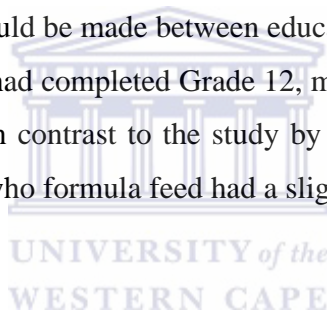 ould be made between educ
had completed Grade 12, m
n contrast to the study by
who formula feed had a slig
UNIVERSITY of the
WESTERN CAPE